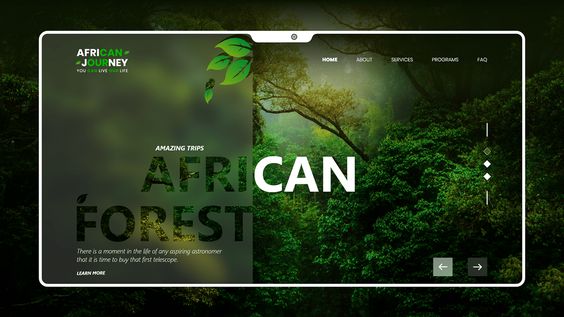 AFRICAN
JOURNEY
YOU CAN LIVE OUR LIFE
HOME ABOUT SERVICES PROGRAMS FAQ
AMAZING TRIPS
AFRICAN
FOREST
There is a moment in the life of any aspiring astronomer
that it is time to buy that first telescope.
LEARN MORE